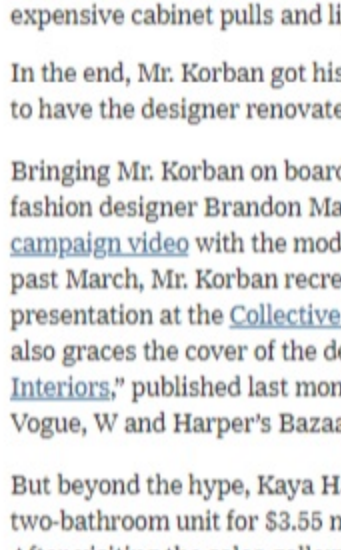 expensive cabinet pulls and li
In the end, Mr. Korban got his
to have the designer renovate
Bringing Mr. Korban on board
fashion designer Brandon Ma
campaign video with the mod
past March, Mr. Korban recre
presentation at the Collective
also graces the cover of the de
Interiors,” published last mon
Vogue, W and Harper’s Bazaa
But beyond the hype, Kaya H
two-bathroom unit for $3.55 m